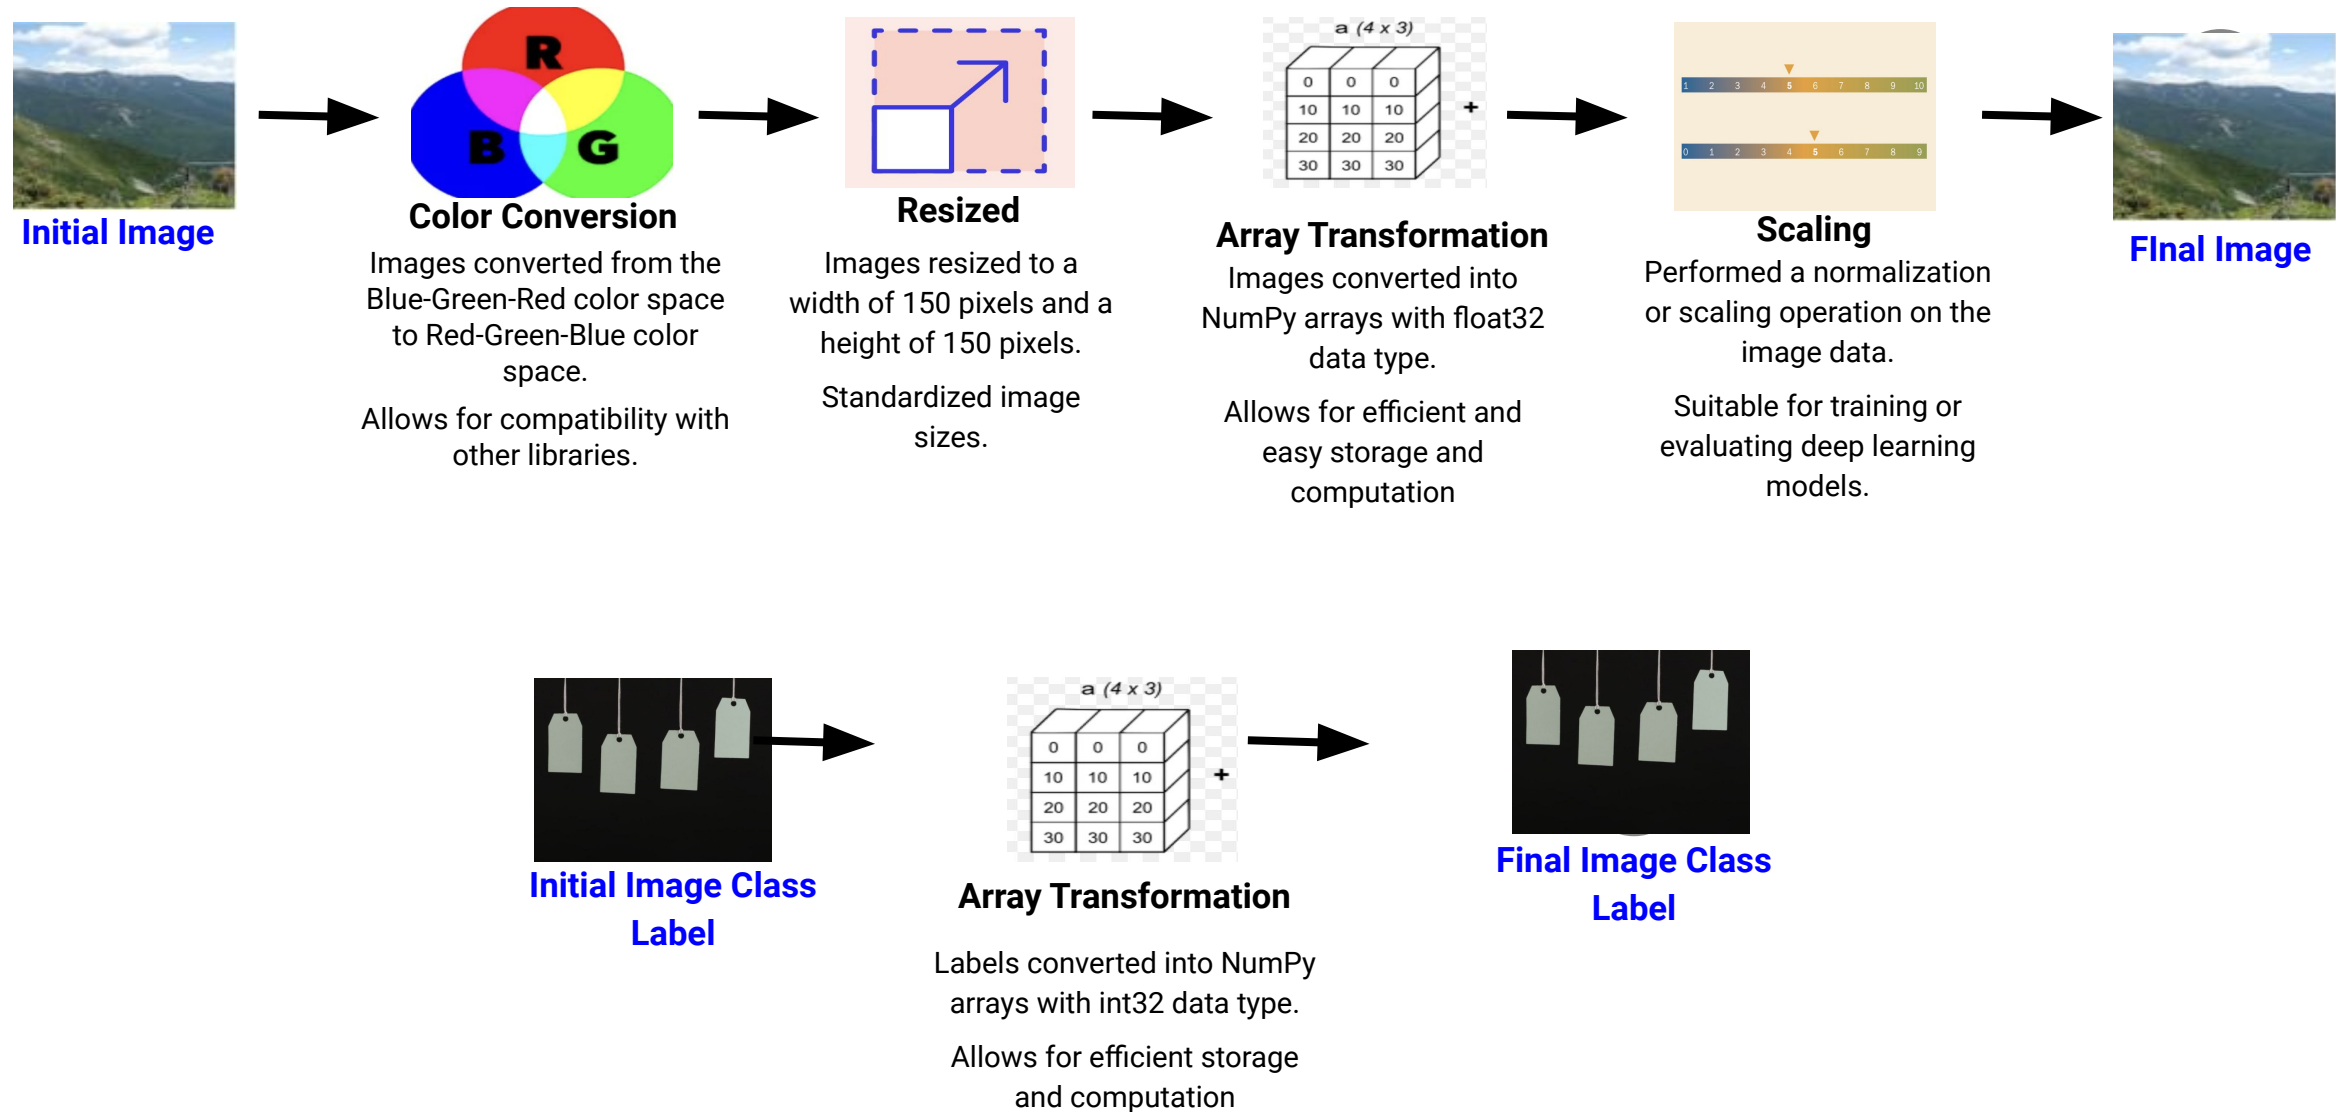 R
B
G
Initial Image
Color Conversion
Images converted from the
Blue-Green-Red color space
to Red-Green-Blue color
space.
Allows for compatibility with
other libraries.
Resized
Images resized to a
width of 150 pixels and a
height of 150 pixels.
Standardized image
sizes.
a (4 x 3)
0 0 0
10 10 10
20 20 20
30 30 30
+
Array Transformation
Images converted into
NumPy arrays with float32
data type.
Allows for efficient and
easy storage and
computation
1 2 3 4 5 6 7 8 9 10
0 1 2 3 4 5 6 7 8 9
Scaling
Performed a normalization
or scaling operation on the
image data.
Suitable for training or
evaluating deep learning
models.
FInal Image
Initial Image Class
Label
a (4 x 3)
0 0 0
10 10 10
20 20 20
30 30 30
+
Array Transformation
Labels converted into NumPy
arrays with int32 data type.
Allows for efficient storage
and computation
Final Image Class
Label